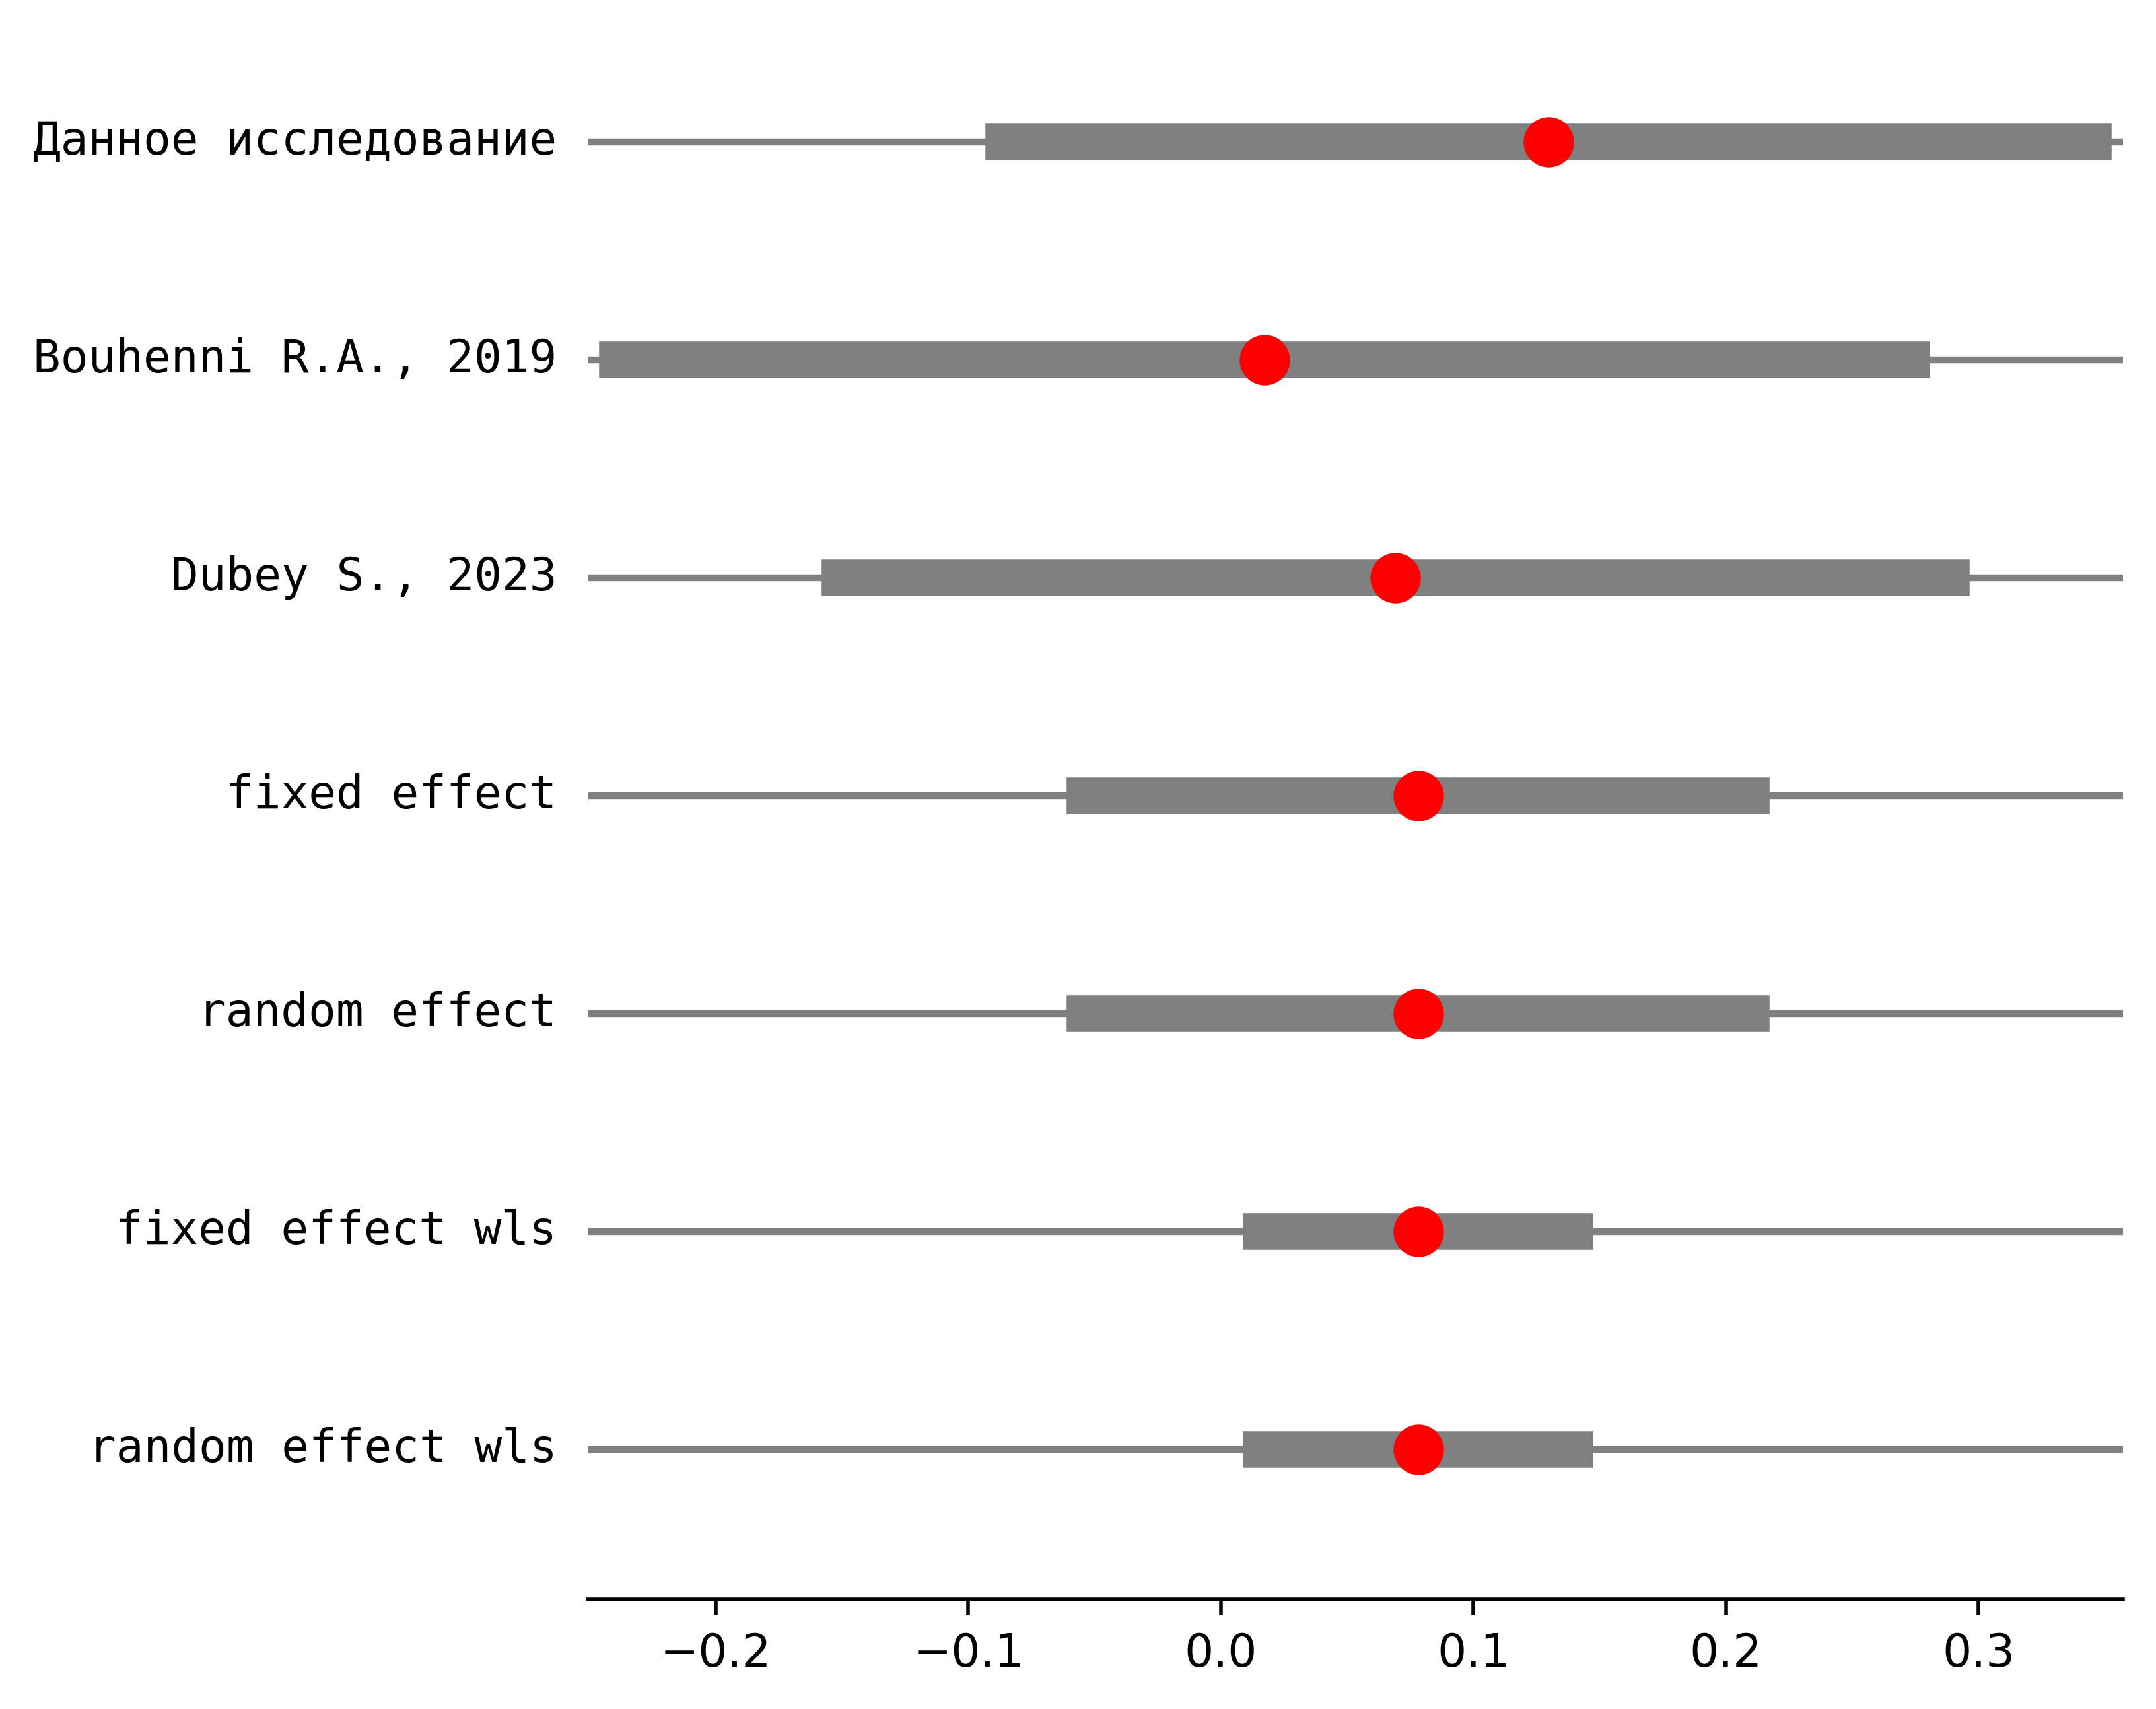 Данное исследование
Bouhenni R.A., 2019
Dubey S., 2023
fixed effect
random effect
fixed effect wls
random effect wls
−0.2 −0.1 0.0 0.1 0.2 0.3